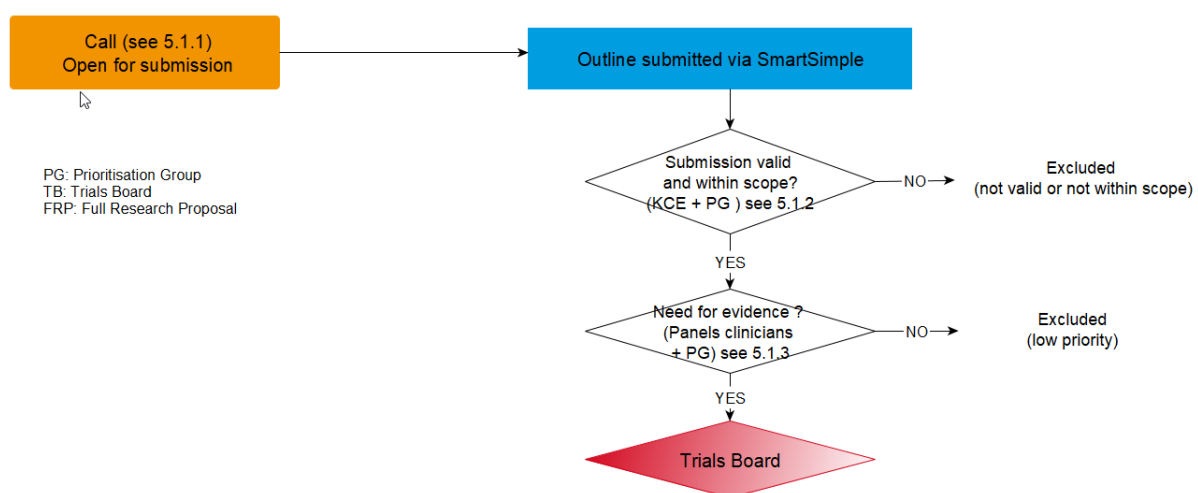 Call (see 5.1.1)
Open for submission
Outline submitted via SmartSimple
PG: Prioritisation Group
TB: Trials Board
FRP: Full Research Proposal
Submission valid
and within scope?
(KCE + PG ) see 5.1.2
NO
Excluded
(not valid or not within scope)
YES
Need for evidence ?
(Panels clinicians
+ PG) see 5.1.3
NO
Excluded
(low priority)
YES
Trials Board